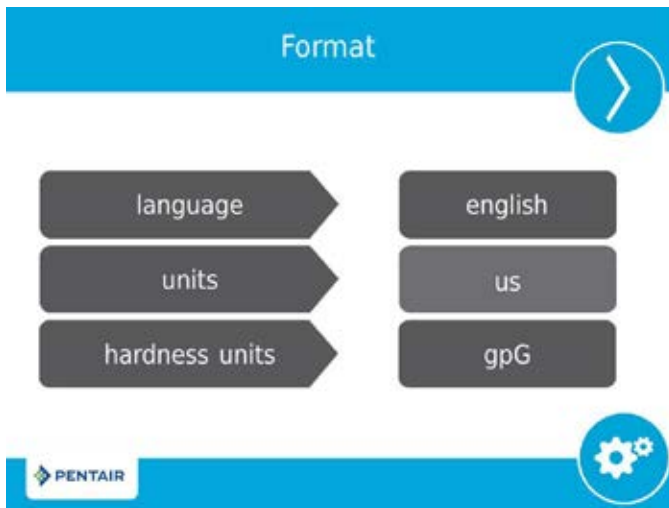 Format
language
english
units
us
hardness units
gpG
PENTAIR